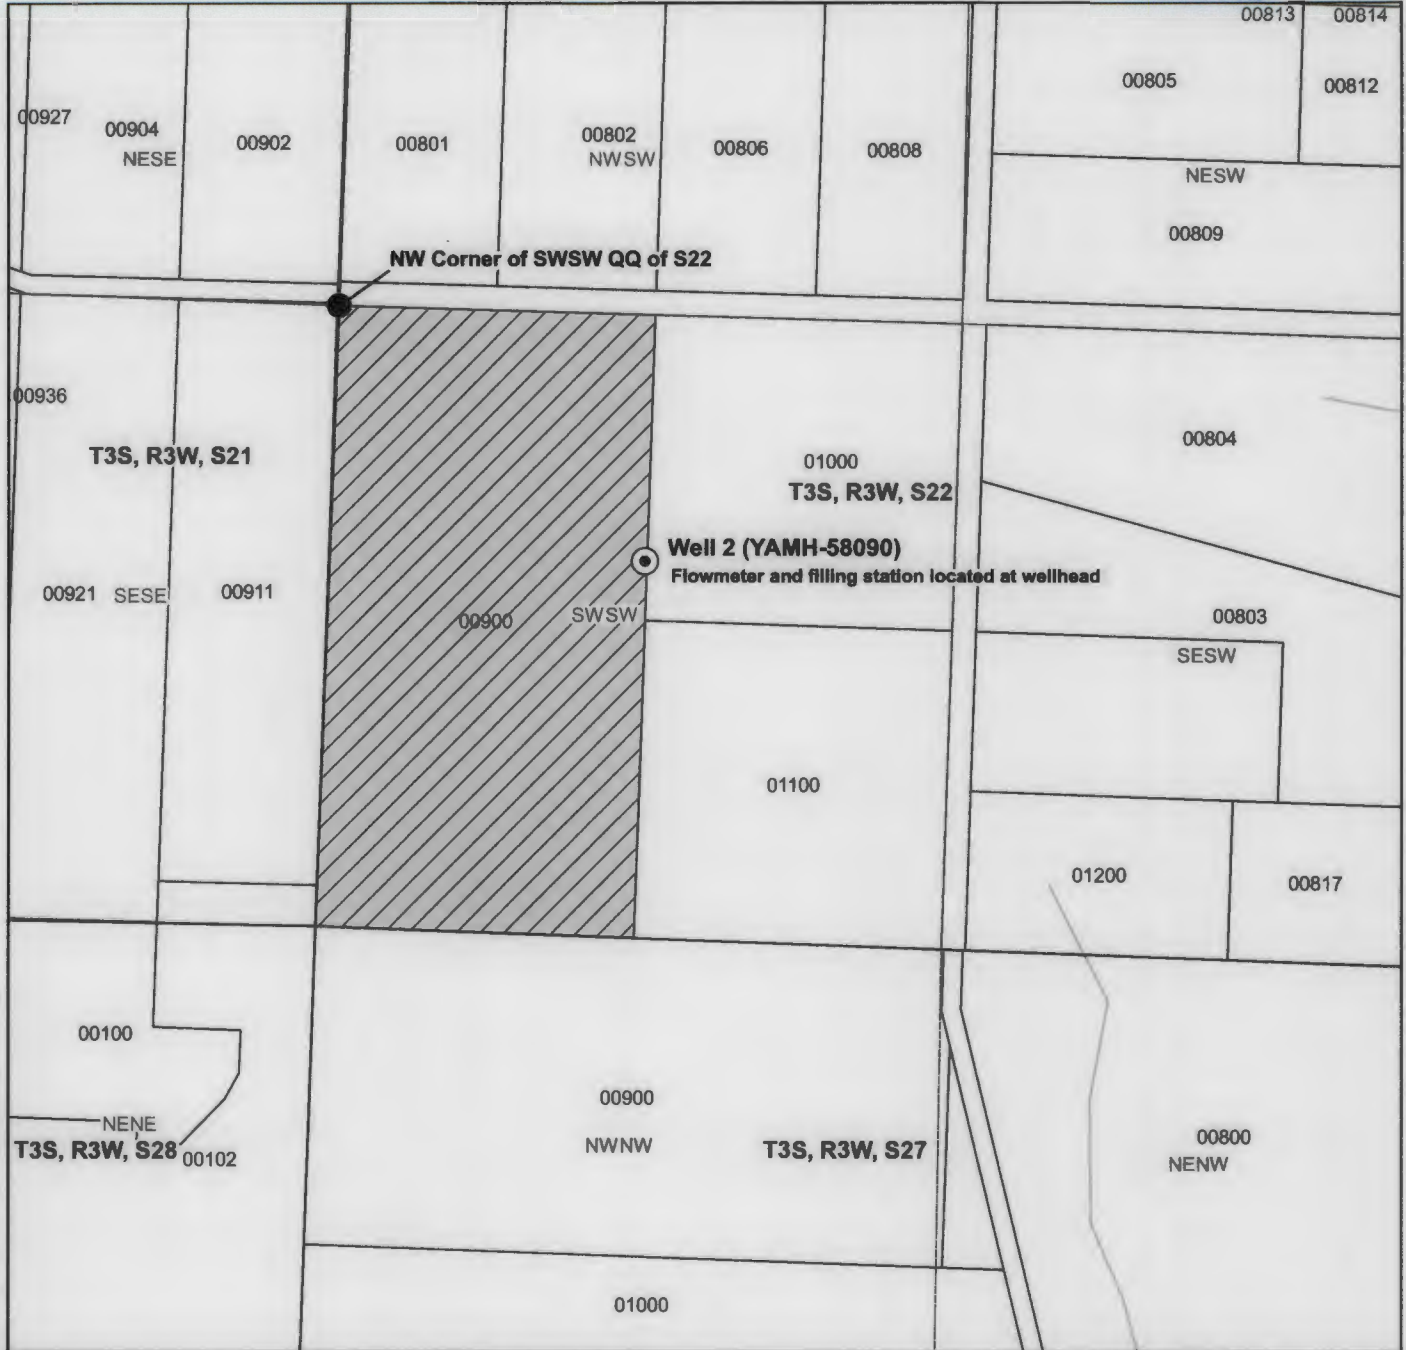 00813 00814
00805
00812
00927
00904
NESE
00902
00801
00802
NWSW
00806
00808
NESW
00809
NW Corner of SWSW QQ of S22
00936
T3S, R3W, S21
00804
01000
T3S, R3W, S22
Well 2 (YAMH-58090)
Flowmeter and filling station located at wellhead
00921 SESE
00911
00900
SWSW
00803
SESW
01100
01200
00817
00100
NENE
T3S, R3W, S28
00102
00900
NWNW
T3S, R3W, S27
00800
NENW
01000